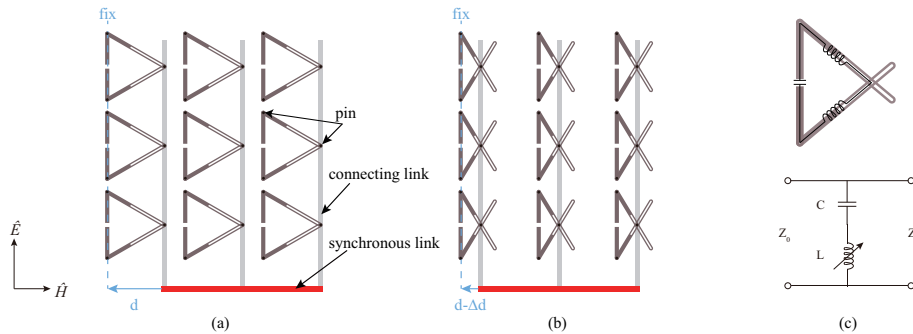 fix
fix
pin
connecting link
synchronous link
Ê
Ĥ
d
d-Δd
C
L
Z₀
Z
(a)
(b)
(c)